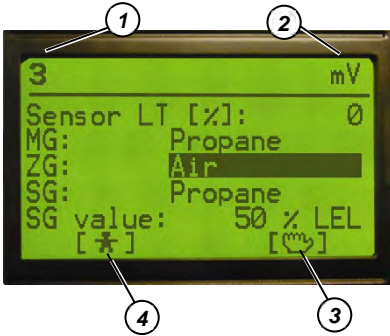 1 2
3 mV
Sensor LT [%]: 0
MG: Propane
ZG: Air
SG: Propane
SG value: 50 % LEL
[ ] [ ]
4 3